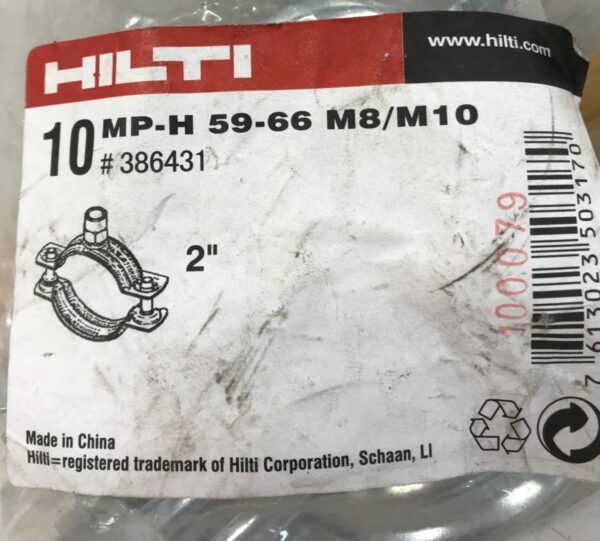 HILTI
www.hilti.com
10 MP-H 59-66 M8/M10
# 386431
2"
100079
7 613023 503170
Made in China
Hilti=registered trademark of Hilti Corporation, Schaan, LI